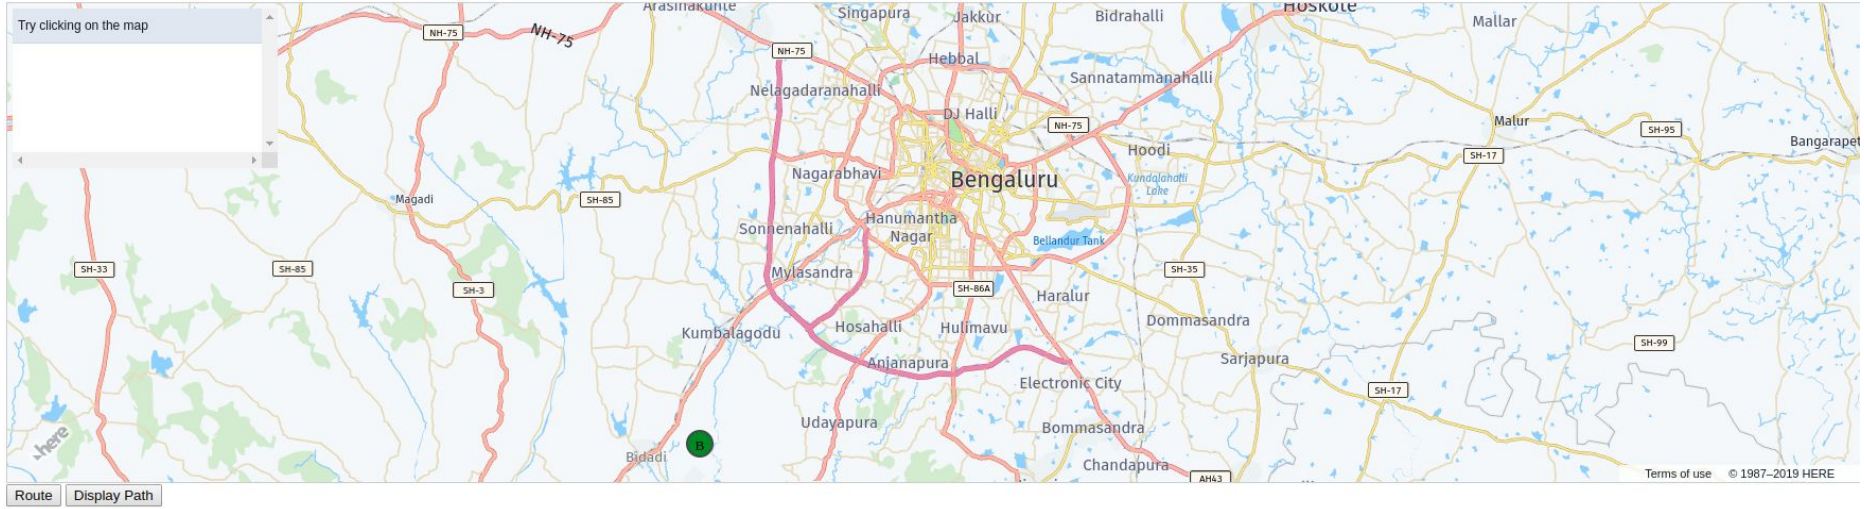 Try clicking on the map
Arasinakunte
Singapura
Jakkur
Bidrahalli
Hoskote
Mallar
NH-75
NH-75
NH-75
Hebbal
Sannatammanahalli
Nelagadaranahalli
DJ Halli
NH-75
Malur
SH-95
Bangarapet
Hoodi
SH-17
Nagarabhavi
Bengaluru
Kundalahalli
Lake
Magadi
SH-85
Hanumantha
Nagar
Sonnenahalli
Bellandur Tank
SH-33
SH-85
Mylasandra
SH-35
SH-3
SH-86A
Haralur
Kumbalagodu
Hosahalli
Hulimavu
Dommasandra
SH-99
Anjanapura
Sarjapura
Electronic City
SH-17
Udayapura
Bommasandra
here
B
Bidadi
Chandapura
AH43
Terms of use © 1987–2019 HERE
Route Display Path